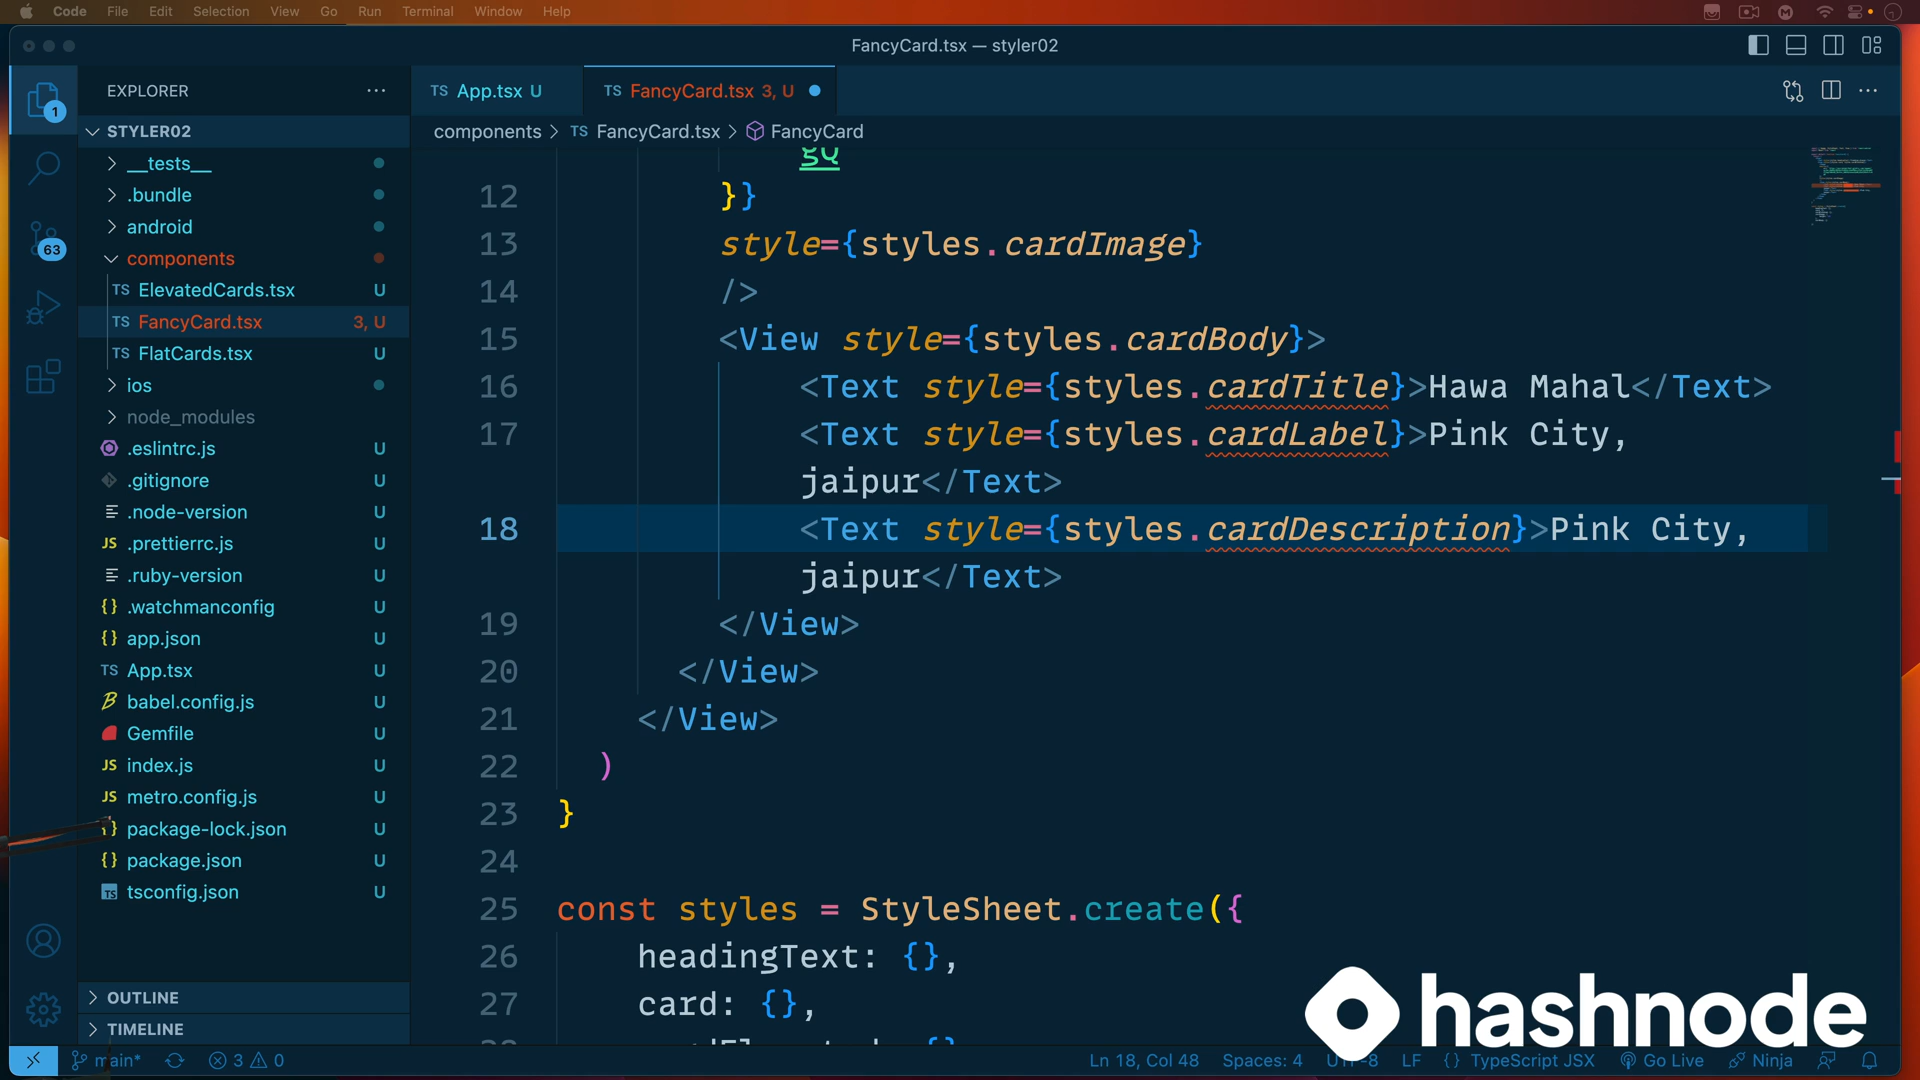 Code File Edit Selection View Go Run Terminal Window Help
FancyCard.tsx — styler02
EXPLORER
TS App.tsx U
TS FancyCard.tsx 3, U
components > TS FancyCard.tsx > FancyCard
1
63
STYLER02
__tests__
.bundle
android
components
TS ElevatedCards.tsx U
TS FancyCard.tsx 3, U
TS FlatCards.tsx U
ios
node_modules
.eslintrc.js U
.gitignore U
.node-version U
JS .prettierrc.js U
.ruby-version U
{} .watchmanconfig U
{} app.json U
TS App.tsx U
babel.config.js U
Gemfile U
JS index.js U
JS metro.config.js U
{} package-lock.json U
{} package.json U
TS tsconfig.json U
OUTLINE
TIMELINE
gQ
12 }}
13 style={styles.cardImage}
14 />
15 <View style={styles.cardBody}>
16 <Text style={styles.cardTitle}>Hawa Mahal</Text>
17 <Text style={styles.cardLabel}>Pink City,
jaipur</Text>
18 <Text style={styles.cardDescription}>Pink City,
jaipur</Text>
19 </View>
20 </View>
21 </View>
22 )
23 }
24
25 const styles = StyleSheet.create({
26 headingText: {},
27 card: {},
hashnode
main* 3 0 Ln 18, Col 48 Spaces: 4 UTF-8 LF {} TypeScript JSX Go Live Ninja